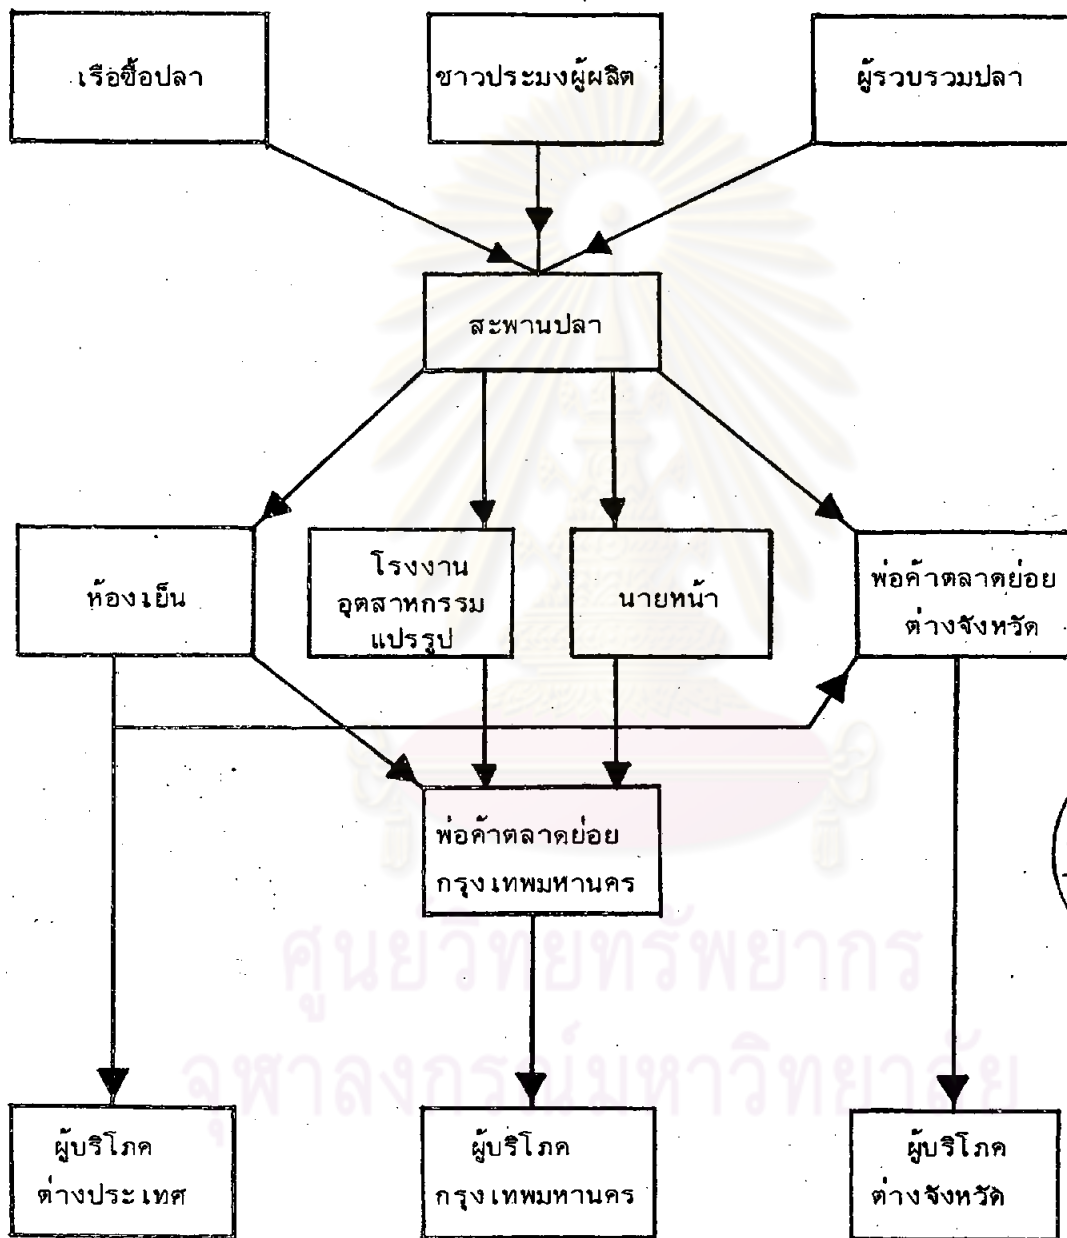 เรือซื้อปลา
ชาวประมงผู้ผลิต
ผู้รวบรวมปลา
สะพานปลา
ห้องเย็น
โรงงาน
อุตสาหกรรม
แปรรูป
นายหน้า
พ่อค้าตลาดย่อย
ต่างจังหวัด
พ่อค้าตลาดย่อย
กรุงเทพมหานคร
ศูนย์วิทยทรัพยากร
จุฬาลงกรณ์มหาวิทยาลัย
ผู้บริโภค
ต่างประเทศ
ผู้บริโภค
กรุงเทพมหานคร
ผู้บริโภค
ต่างจังหวัด